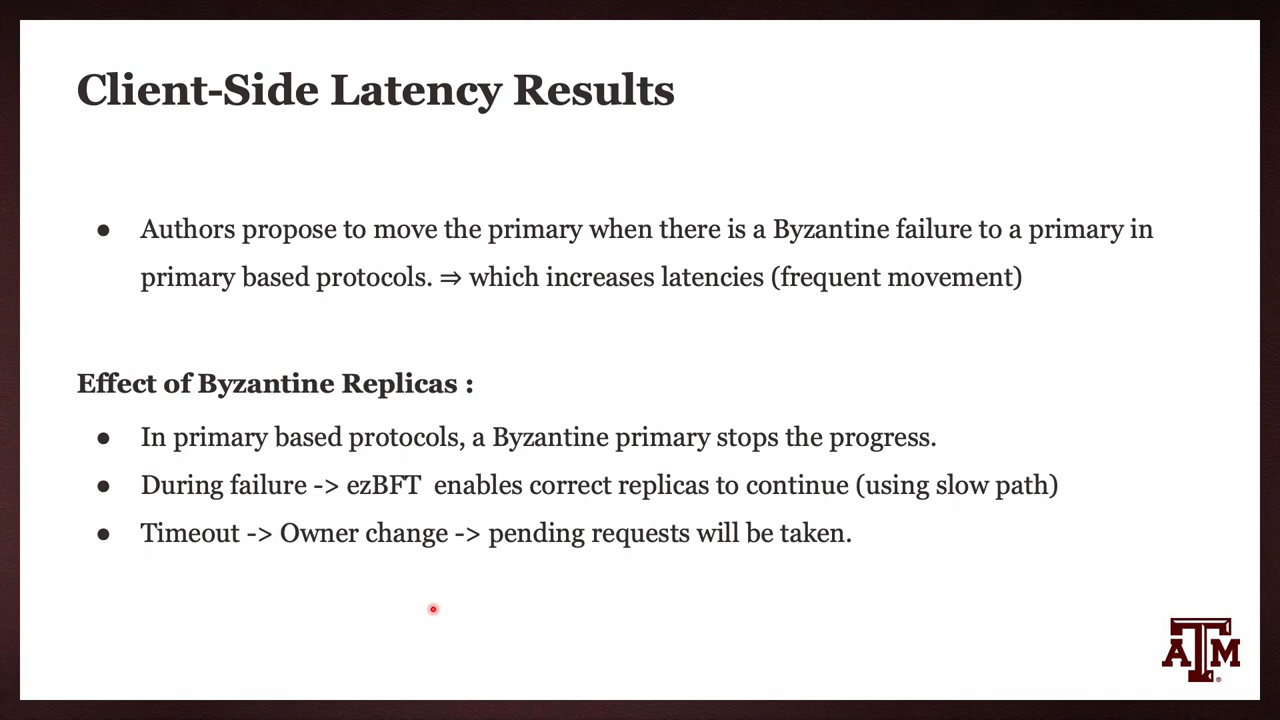 Client-Side Latency Results
● Authors propose to move the primary when there is a Byzantine failure to a primary in
primary based protocols. ⇒ which increases latencies (frequent movement)
Effect of Byzantine Replicas :
● In primary based protocols, a Byzantine primary stops the progress.
● During failure -> ezBFT  enables correct replicas to continue (using slow path)
● Timeout -> Owner change -> pending requests will be taken.
ATM®